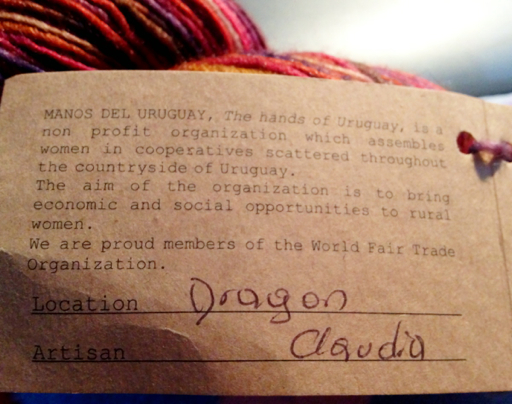 MANOS DEL URUGUAY, The hands of Uruguay, is a
non profit organization which assembles
women in cooperatives scattered throughout
the countryside of Uruguay.
The aim of the organization is to bring
economic and social opportunities to rural
women.
We are proud members of the World Fair Trade
Organization.
Location Dragon
Artisan Claudia